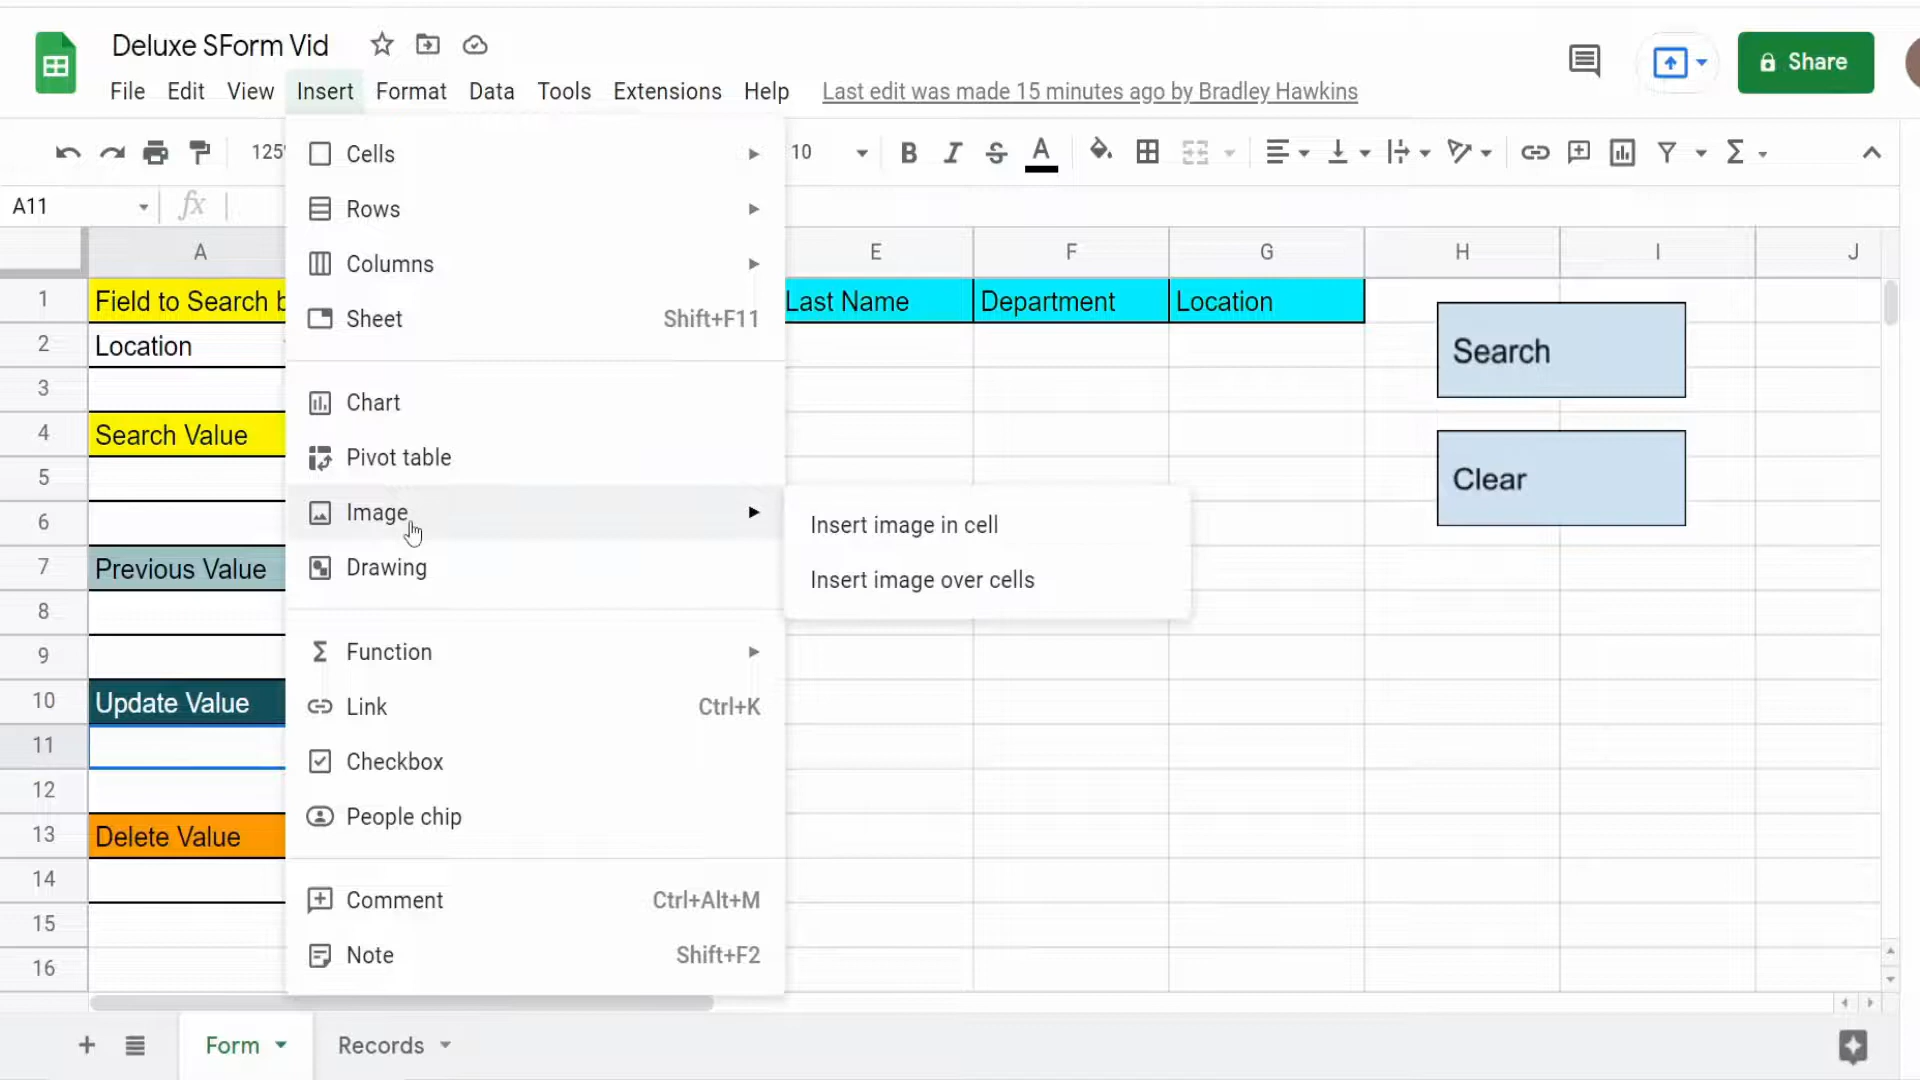 Deluxe SForm Vid
File Edit View Insert Format Data Tools Extensions Help Last edit was made 15 minutes ago by Bradley Hawkins
Share
125 10 B I S A Σ
A11 fx
A E F G H I J
1 Field to Search Last Name Department Location
2 Location
3
4 Search Value
5
6
7 Previous Value
8
9
10 Update Value
11
12
13 Delete Value
14
15
16
Search
Clear
Cells
Rows
Columns
Sheet Shift+F11
Chart
Pivot table
Image
Drawing
Σ Function
Link Ctrl+K
Checkbox
People chip
Comment Ctrl+Alt+M
Note Shift+F2
Insert image in cell
Insert image over cells
+ Form Records